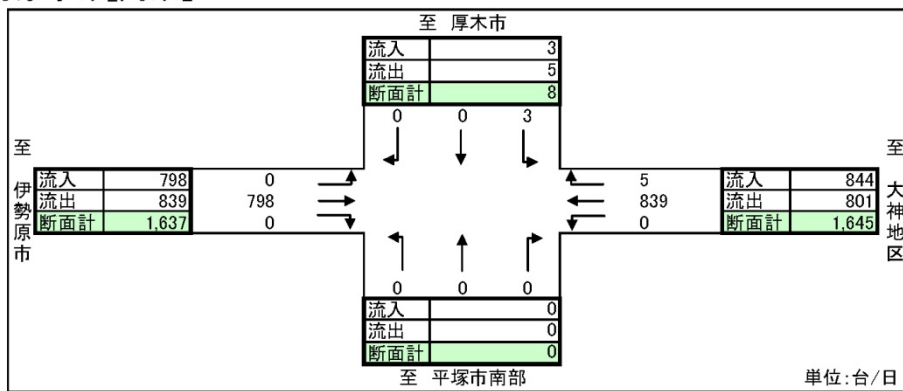 至 厚木市
流入 3
流出 5
断面計 8
0 0 3
至 伊勢原市
流入 798
流出 839
断面計 1,637
0
798
0
5
839
0
至 大神地区
流入 844
流出 801
断面計 1,645
0 0 0
流入 0
流出 0
断面計 0
至 平塚市南部
単位:台/日